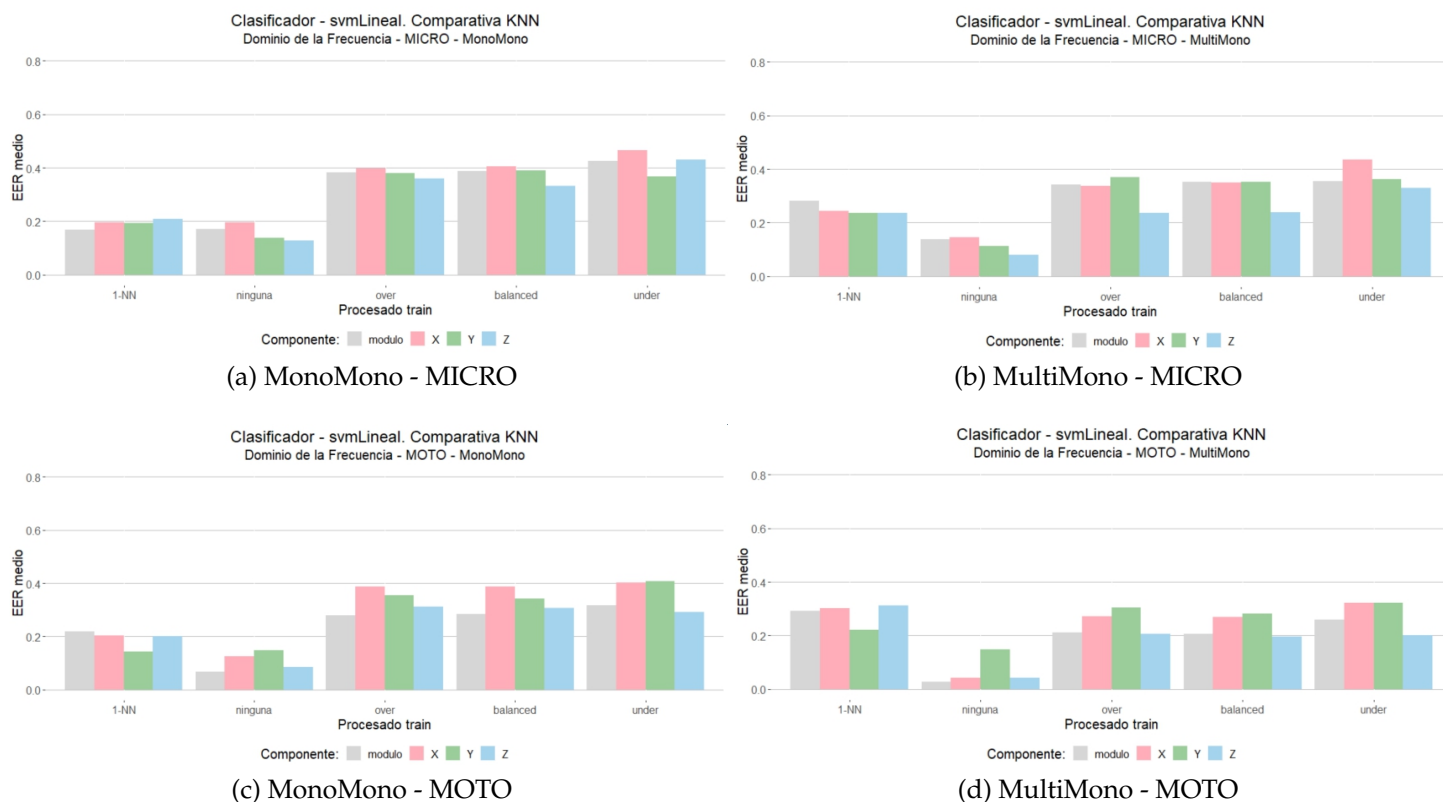 Clasificador - svmLineal. Comparativa KNN
Dominio de la Frecuencia - MICRO - MonoMono
EER medio
0.8
0.6
0.4
0.2
0.0
1-NN ninguna over balanced under
Procesado train
Componente: modulo X Y Z
(a) MonoMono - MICRO
Clasificador - svmLineal. Comparativa KNN
Dominio de la Frecuencia - MICRO - MultiMono
EER medio
0.8
0.6
0.4
0.2
0.0
1-NN ninguna over balanced under
Procesado train
Componente: modulo X Y Z
(b) MultiMono - MICRO
Clasificador - svmLineal. Comparativa KNN
Dominio de la Frecuencia - MOTO - MonoMono
EER medio
0.8
0.6
0.4
0.2
0.0
1-NN ninguna over balanced under
Procesado train
Componente: modulo X Y Z
(c) MonoMono - MOTO
Clasificador - svmLineal. Comparativa KNN
Dominio de la Frecuencia - MOTO - MultiMono
EER medio
0.8
0.6
0.4
0.2
0.0
1-NN ninguna over balanced under
Procesado train
Componente: modulo X Y Z
(d) MultiMono - MOTO